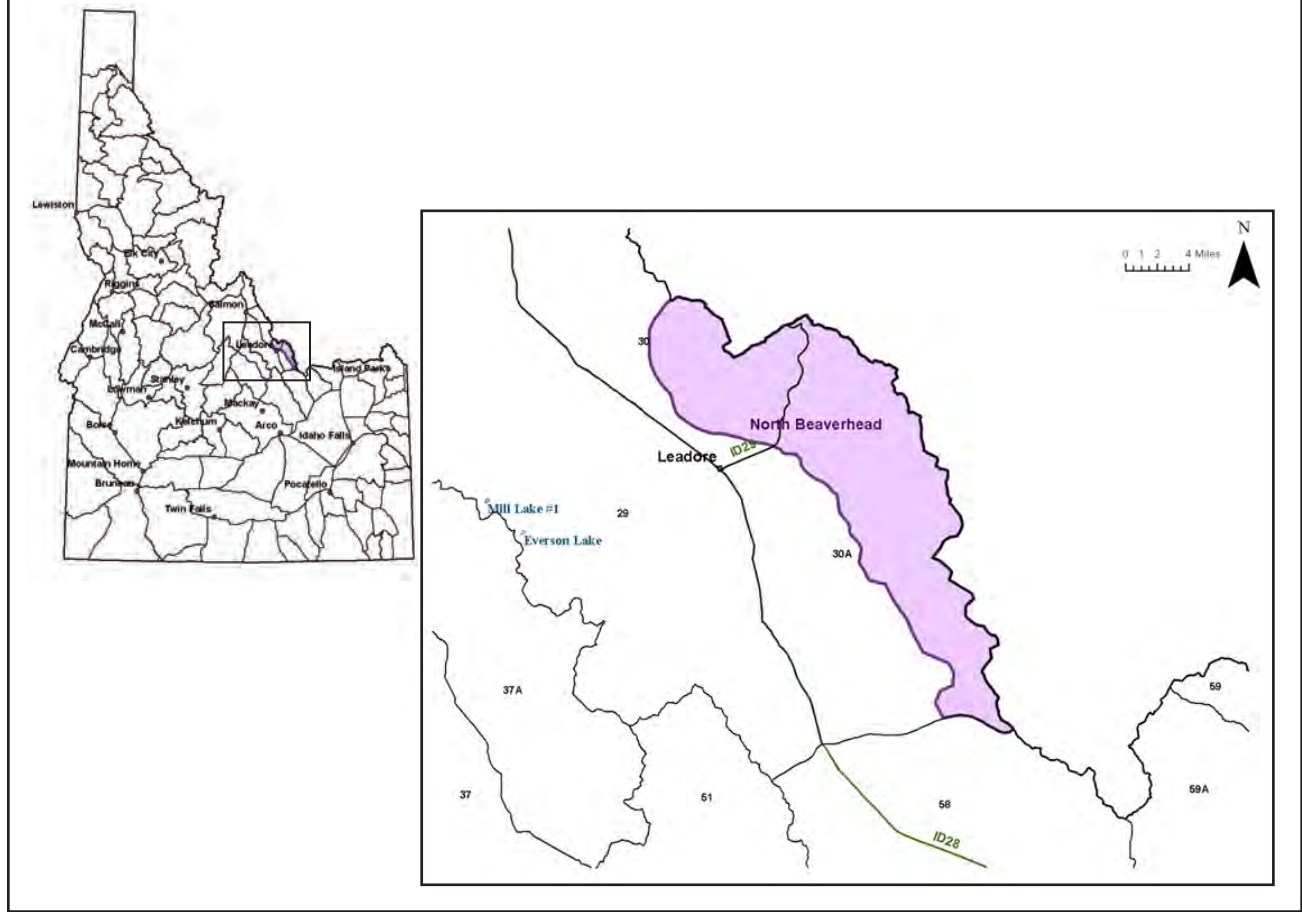 Lewiston
Elk City
Riggins
Salmon
McCall
Leadore
Cambridge
Island Park
Stanley
Lowman
Mackay
Ketchum
Boise
Arco
Idaho Falls
Mountain Home
Bruneau
Pocatello
Twin Falls
N
0 1 2 4 Miles
30
North Beaverhead
ID29
Leadore
Mill Lake #1
29
Everson Lake
30A
37A
59
37
51
58
59A
ID28